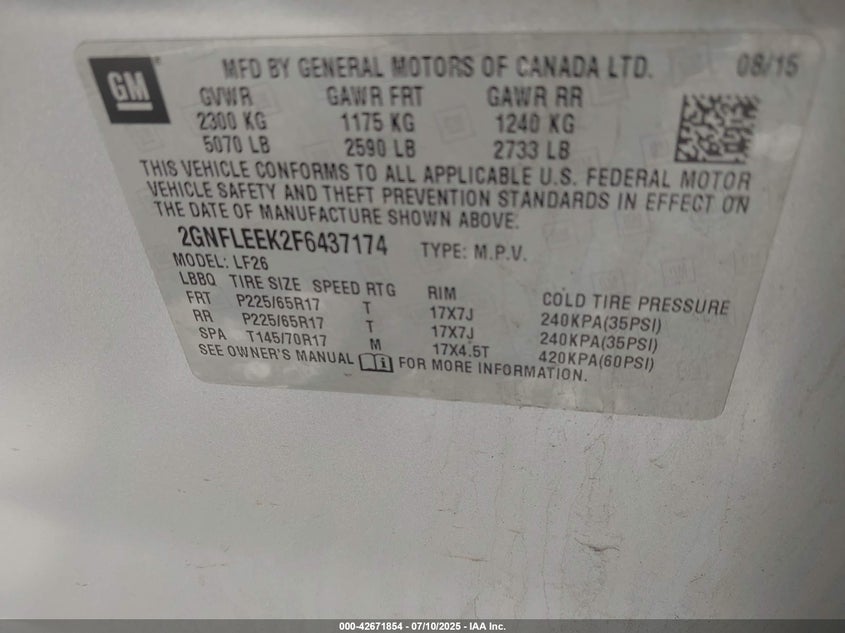 GM
MFD BY GENERAL MOTORS OF CANADA LTD. 08/15
GVWR GAWR FRT GAWR RR
2300 KG 1175 KG 1240 KG
5070 LB 2590 LB 2733 LB
THIS VEHICLE CONFORMS TO ALL APPLICABLE U.S. FEDERAL MOTOR
VEHICLE SAFETY AND THEFT PREVENTION STANDARDS IN EFFECT ON
THE DATE OF MANUFACTURE SHOWN ABOVE.
2GNFLEEK2F6437174 TYPE: M.P.V.
MODEL: LF26
LBBQ TIRE SIZE SPEED RTG RIM COLD TIRE PRESSURE
FRT P225/65R17 T 17X7J 240KPA(35PSI)
RR P225/65R17 T 17X7J 240KPA(35PSI)
SPA T145/70R17 M 17X4.5T 420KPA(60PSI)
SEE OWNER'S MANUAL FOR MORE INFORMATION.
000-42671854 | 07/10/2025 - IAA Inc.